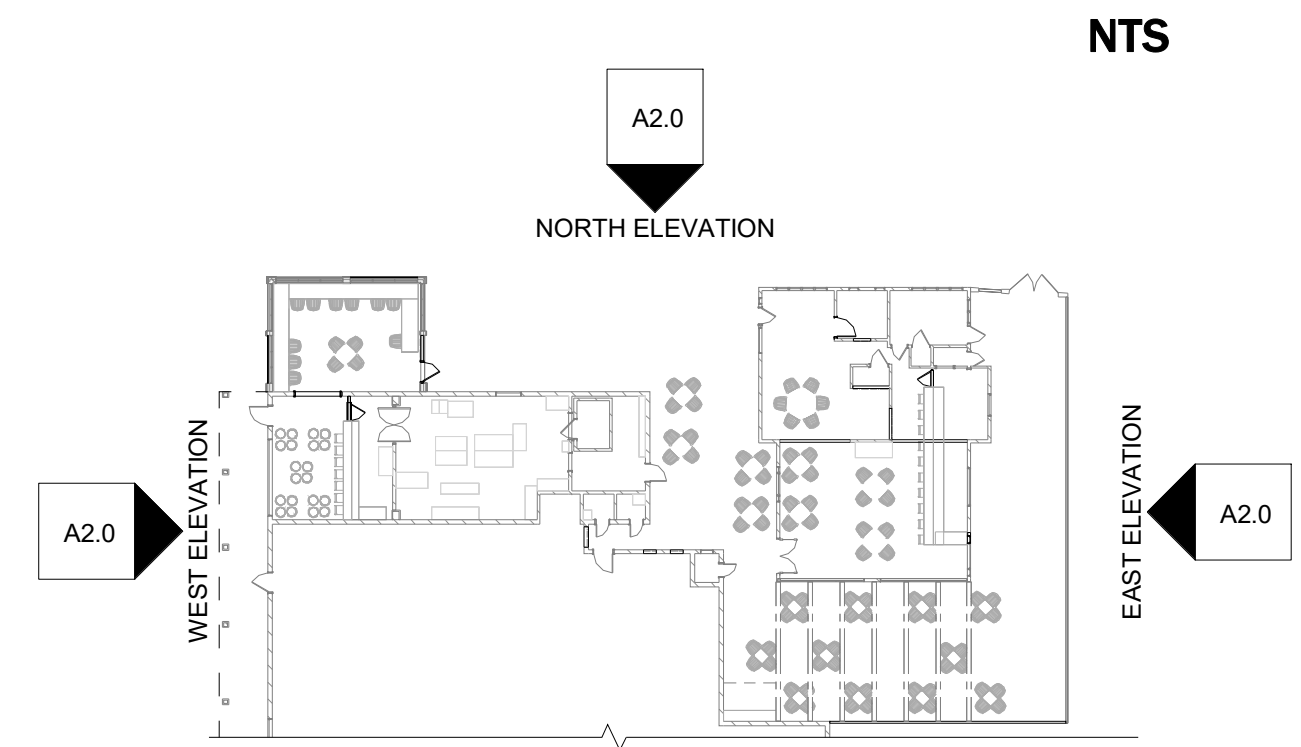 NTS
A2.0
NORTH ELEVATION
A2.0
WEST ELEVATION
EAST ELEVATION
A2.0